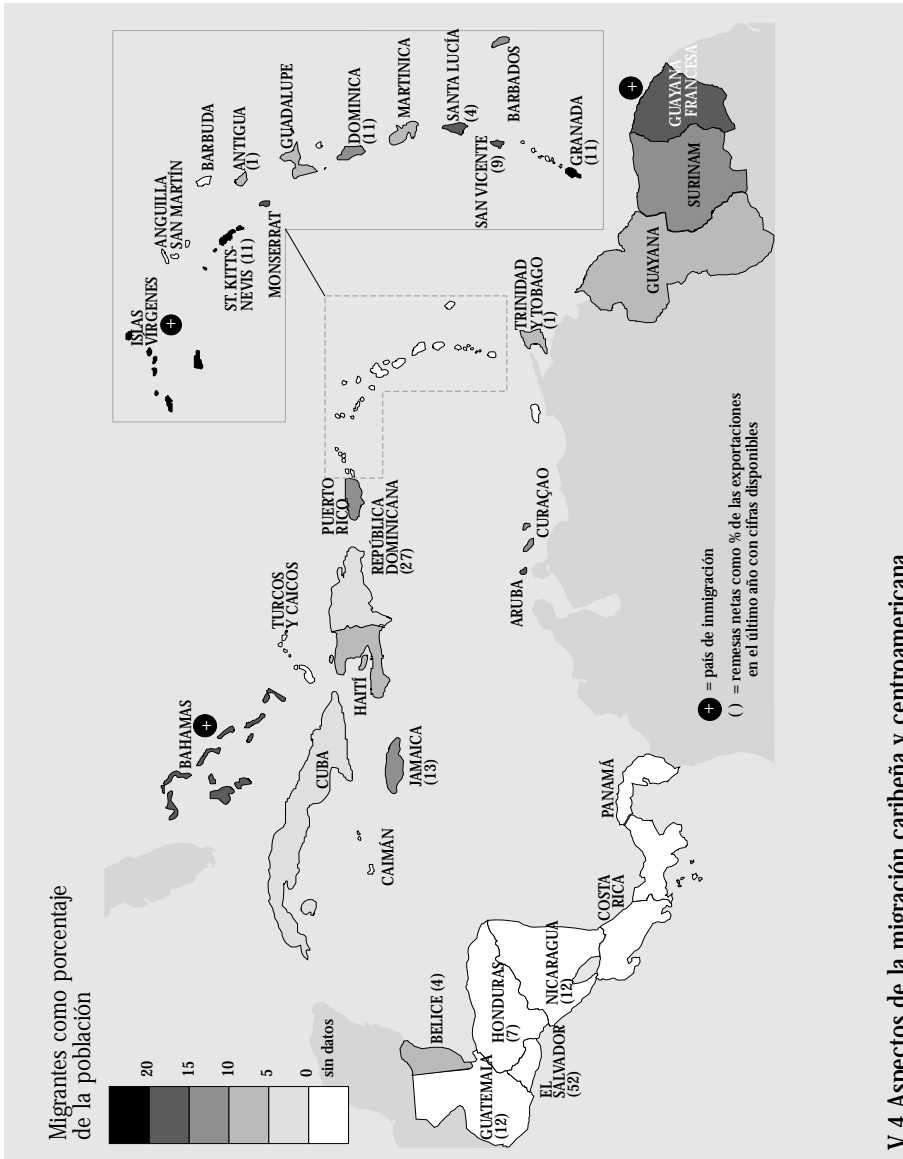 Migrantes como porcentaje
de la población
20
15
10
5
0
sin datos
BAHAMAS
+
TURCOS
Y CAICOS
CUBA
HAITÍ
REPÚBLICA
DOMINICANA
(27)
PUERTO
RICO
JAMAICA
(13)
CAIMÁN
BELICE (4)
GUATEMALA
(12)
HONDURAS
(7)
EL
SALVADOR
(52)
NICARAGUA
(12)
COSTA
RICA
PANAMÁ
ARUBA
CURAÇAO
TRINIDAD
Y TOBAGO
(1)
GUAYANA
SURINAM
GUAYANA
FRANCESA
+
ISLAS
VÍRGENES
+
ANGUILLA
SAN MARTÍN
BARBUDA
ST. KITTS-
NEVIS (11)
ANTIGUA
(1)
MONSERRAT
GUADALUPE
DOMINICA
(11)
MARTINICA
SANTA LUCÍA
(4)
SAN VICENTE
(9)
BARBADOS
GRANADA
(11)
+ = país de inmigración
( ) = remesas netas como % de las exportaciones
en el último año con cifras disponibles
V.4 Aspectos de la migración caribeña y centroamericana